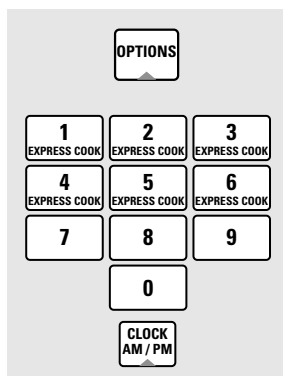 OPTIONS
1 2 3
EXPRESS COOK EXPRESS COOK EXPRESS COOK
4 5 6
EXPRESS COOK EXPRESS COOK EXPRESS COOK
7 8 9
0
CLOCK
AM / PM